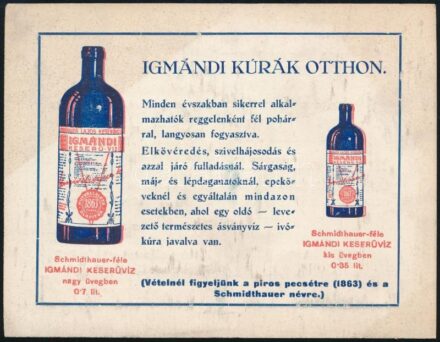 IGMÁNDI KÚRÁK OTTHON.
Minden évszakban sikerrel alkal-
mazhatók reggelenként fél pohár-
ral, langyosan fogyasztva.
Elkövéredés, szivelhájosodás és
azzal járó fulladásnál. Sárgaság,
máj- és lépdaganatoknál, epekö-
veknél és egyáltalán mindazon
esetekben, ahol egy oldó — leve-
zető természetes ásványvíz — ivó-
kúra javalva van.
(Vételnél figyeljünk a piros pecsétre (1863) és a
Schmidthauer névre.)
IGMÁNDI
KESERŰVÍZ
1863
Schmidthauer-féle
IGMÁNDI KESERŰVÍZ
nagy üvegben
0·7 lit.
IGMÁNDI
Schmidthauer-féle
IGMÁNDI KESERŰVÍZ
kis üvegben
0·35 lit.